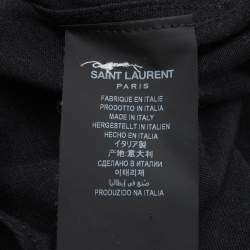 SAINT LAURENT
PARIS
FABRIQUE EN ITALIE
PRODOTTO IN ITALIA
MADE IN ITALY
HERGESTELLT IN ITALIEN
HECHO EN ITALIA
イタリア製
产地:意大利
СДЕЛАНО В ИТАЛИИ
이태리제
صنع في إيطاليا
PRODUZIDO NA ITALIA